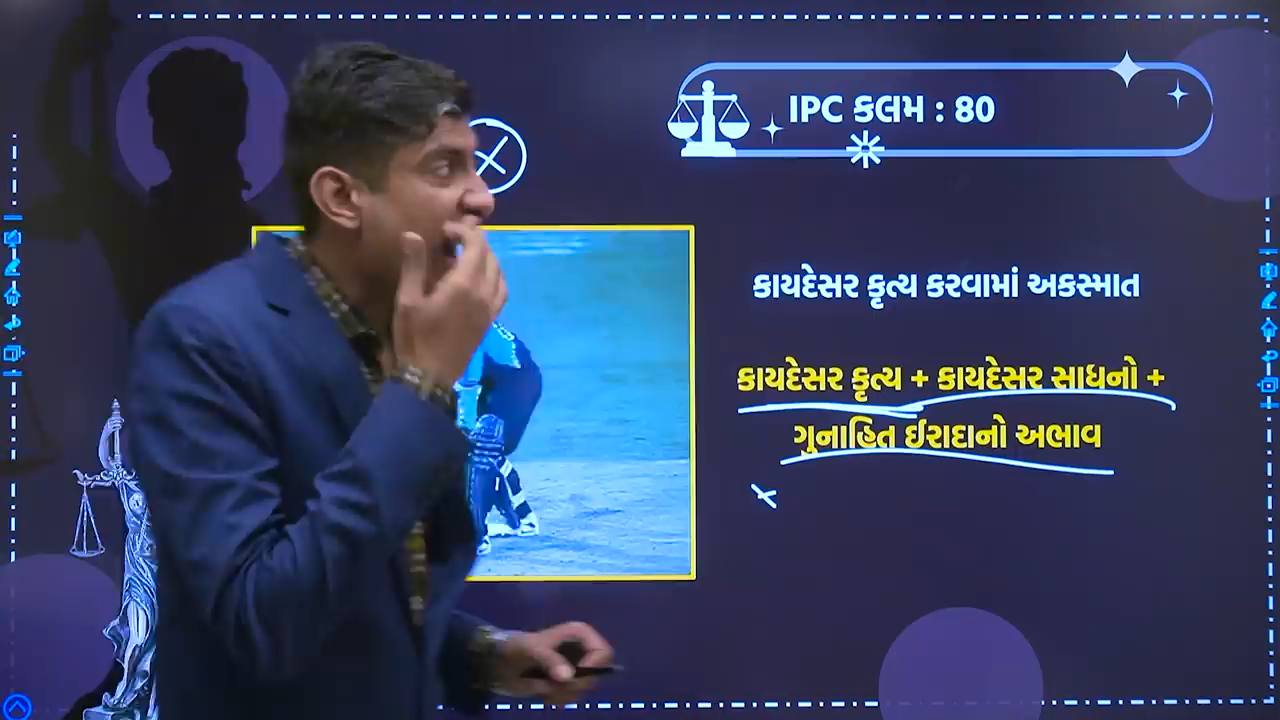 IPC કલમ : 80
કાયદેસર કૃત્ય કરવામાં અકસ્માત
કાયદેસર કૃત્ય + કાયદેસર સાધનો +
ગુનાહિત ઈરાદાનો અભાવ